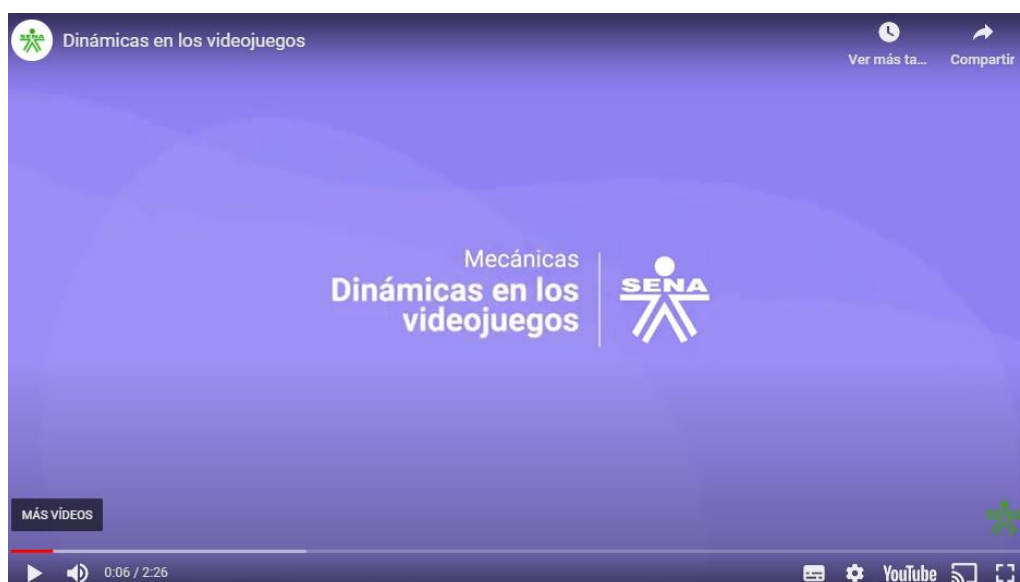 Dinámicas en los videojuegos
Ver más ta...
Compartir
Mecánicas
Dinámicas en los
videojuegos
SENA
MÁS VÍDEOS
0:06 / 2:26
YouTube